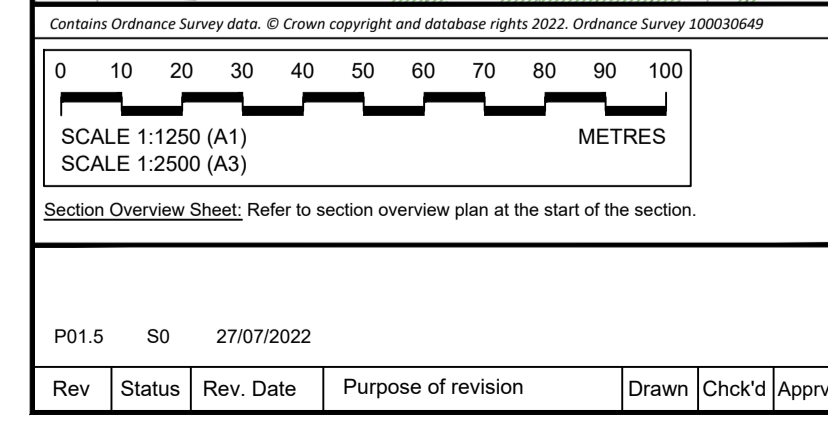 Contains Ordnance Survey data. © Crown copyright and database rights 2022. Ordnance Survey 100030649
0 10 20 30 40 50 60 70 80 90 100
SCALE 1:1250 (A1) METRES
SCALE 1:2500 (A3)
Section Overview Sheet: Refer to section overview plan at the start of the section.
P01.5 S0 27/07/2022
Rev Status Rev. Date Purpose of revision Drawn Chck'd Apprv